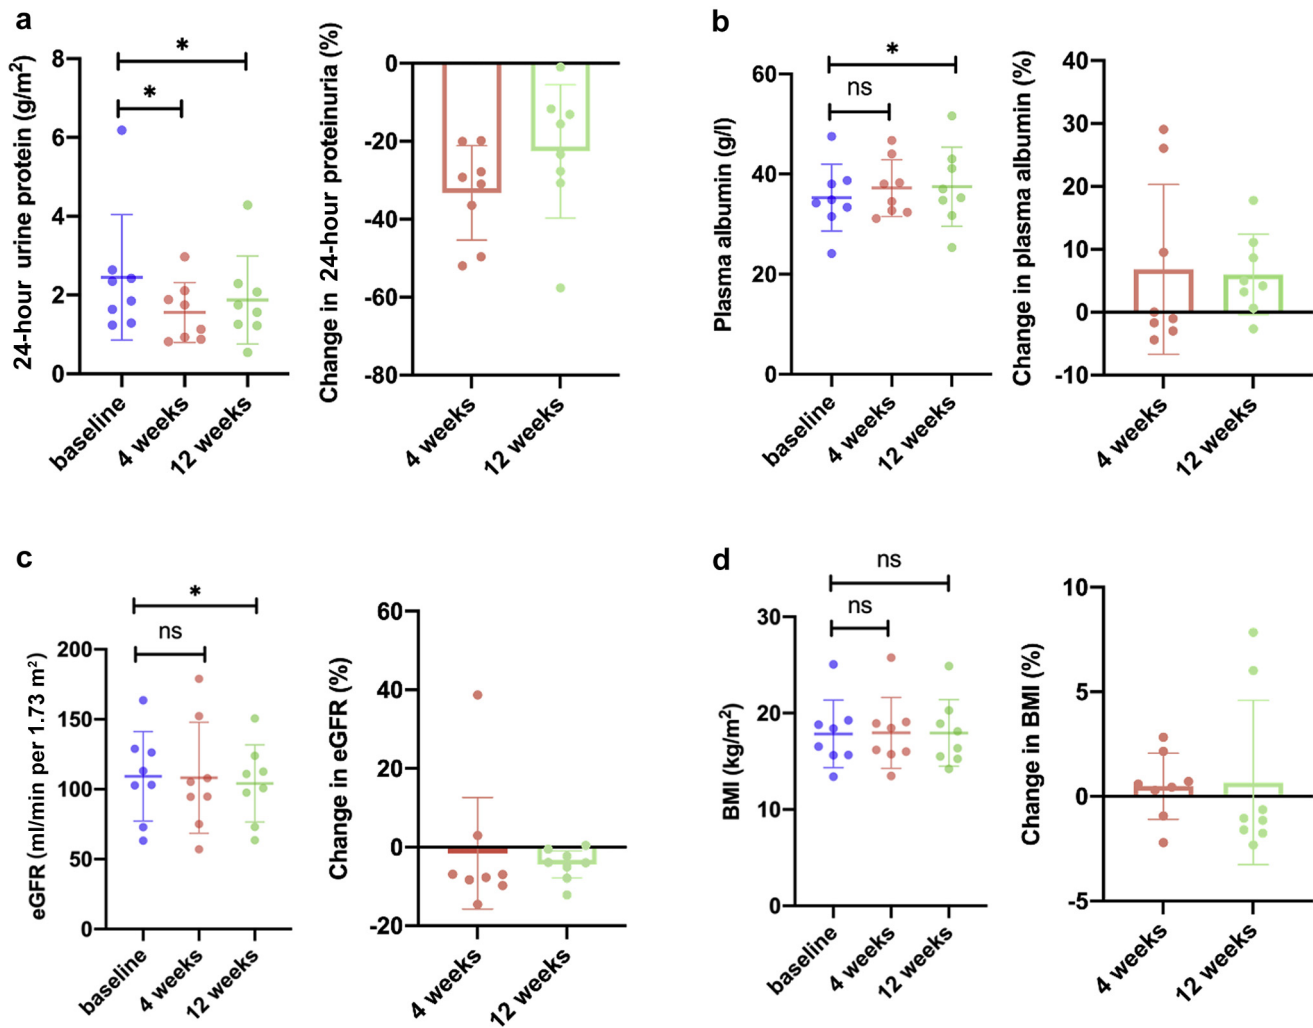 a
24-hour urine protein (g/m²)
8
6
4
2
0
*
*
baseline
4 weeks
12 weeks
Change in 24-hour proteinuria (%)
0
-20
-40
-60
-80
4 weeks
12 weeks
b
Plasma albumin (g/l)
60
40
20
0
*
ns
baseline
4 weeks
12 weeks
Change in plasma albumin (%)
40
30
20
10
0
-10
4 weeks
12 weeks
c
eGFR (ml/min per 1.73 m²)
200
150
100
50
0
*
ns
baseline
4 weeks
12 weeks
Change in eGFR (%)
60
40
20
0
-20
4 weeks
12 weeks
d
BMI (kg/m²)
30
20
10
0
ns
ns
baseline
4 weeks
12 weeks
Change in BMI (%)
10
5
0
-5
4 weeks
12 weeks